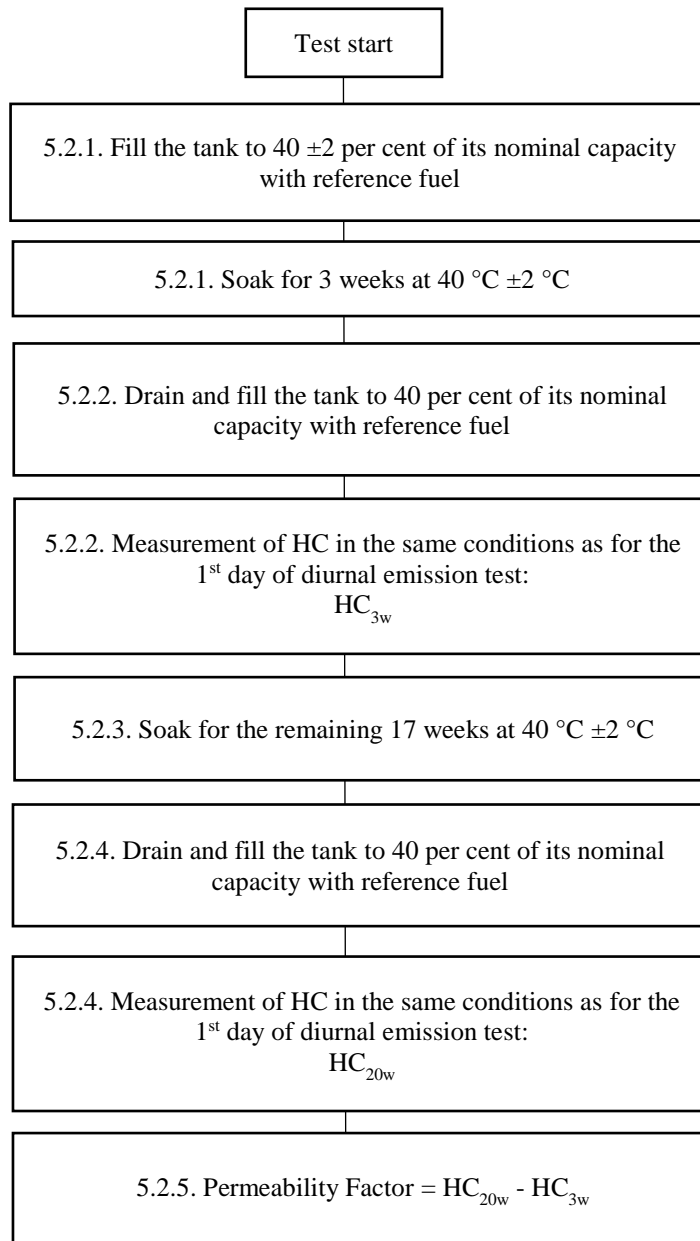 Test start
5.2.1. Fill the tank to 40 ±2 per cent of its nominal capacity
with reference fuel
5.2.1. Soak for 3 weeks at 40 °C ±2 °C
5.2.2. Drain and fill the tank to 40 per cent of its nominal
capacity with reference fuel
5.2.2. Measurement of HC in the same conditions as for the
1st day of diurnal emission test:
HC3w
5.2.3. Soak for the remaining 17 weeks at 40 °C ±2 °C
5.2.4. Drain and fill the tank to 40 per cent of its nominal
capacity with reference fuel
5.2.4. Measurement of HC in the same conditions as for the
1st day of diurnal emission test:
HC20w
5.2.5. Permeability Factor = HC20w - HC3w